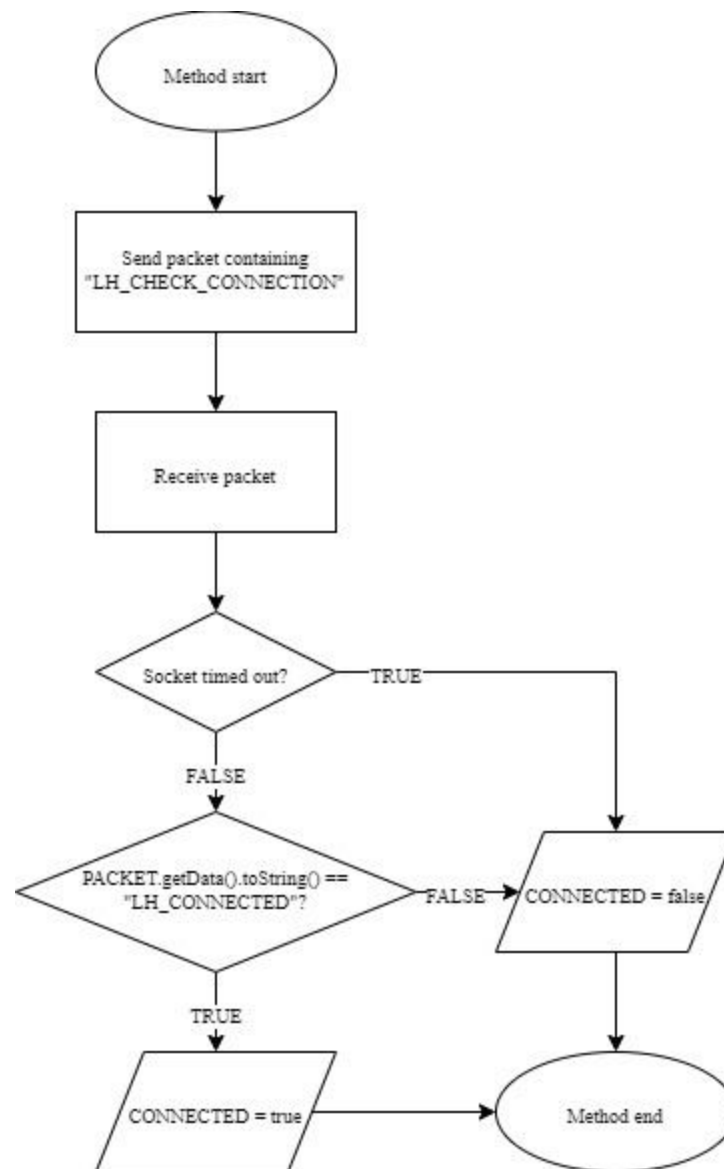 Method start
Send packet containing
"LH_CHECK_CONNECTION"
Receive packet
Socket timed out?
TRUE
FALSE
PACKET.getData().toString() ==
"LH_CONNECTED"?
FALSE
CONNECTED = false
TRUE
CONNECTED = true
Method end